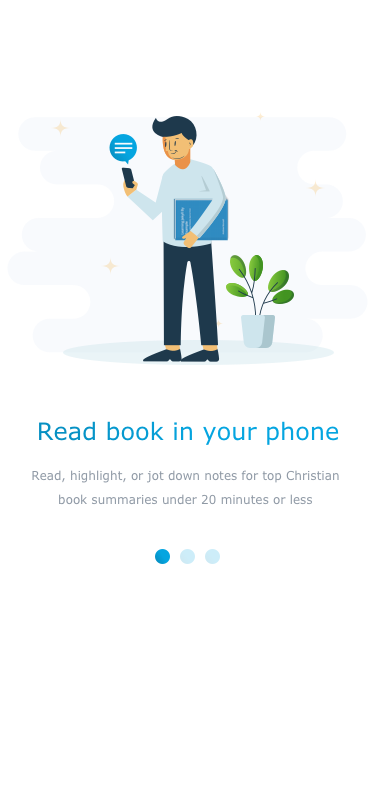 Read book in your phone
Read, highlight, or jot down notes for top Christian
book summaries under 20 minutes or less